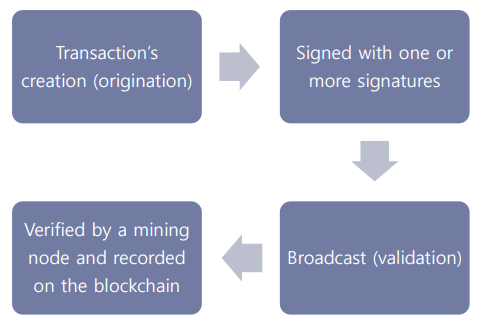 Transaction's
creation (origination)
Signed with one or
more signatures
Broadcast (validation)
Verified by a mining
node and recorded
on the blockchain